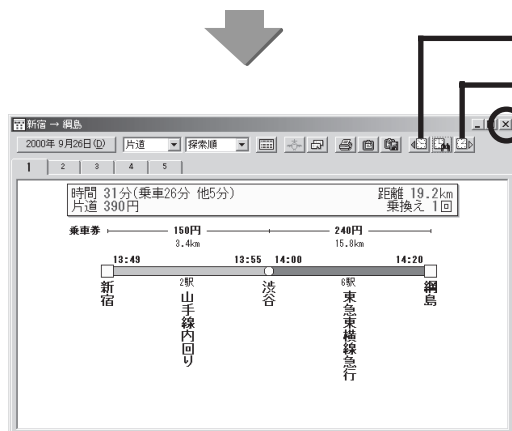 新宿 → 綱島
2000年 9月26日(D) 片道 探索順
1 2 3 4 5
時間 31分(乗車26分 他5分) 距離 19.2km
片道 390円 乗換え 1回
乗車券 150円 240円
3.4km 15.8km
13:49 13:55 14:00 14:20
新宿 2駅 渋谷 6駅 綱島
山手線内回り 東急東横線急行